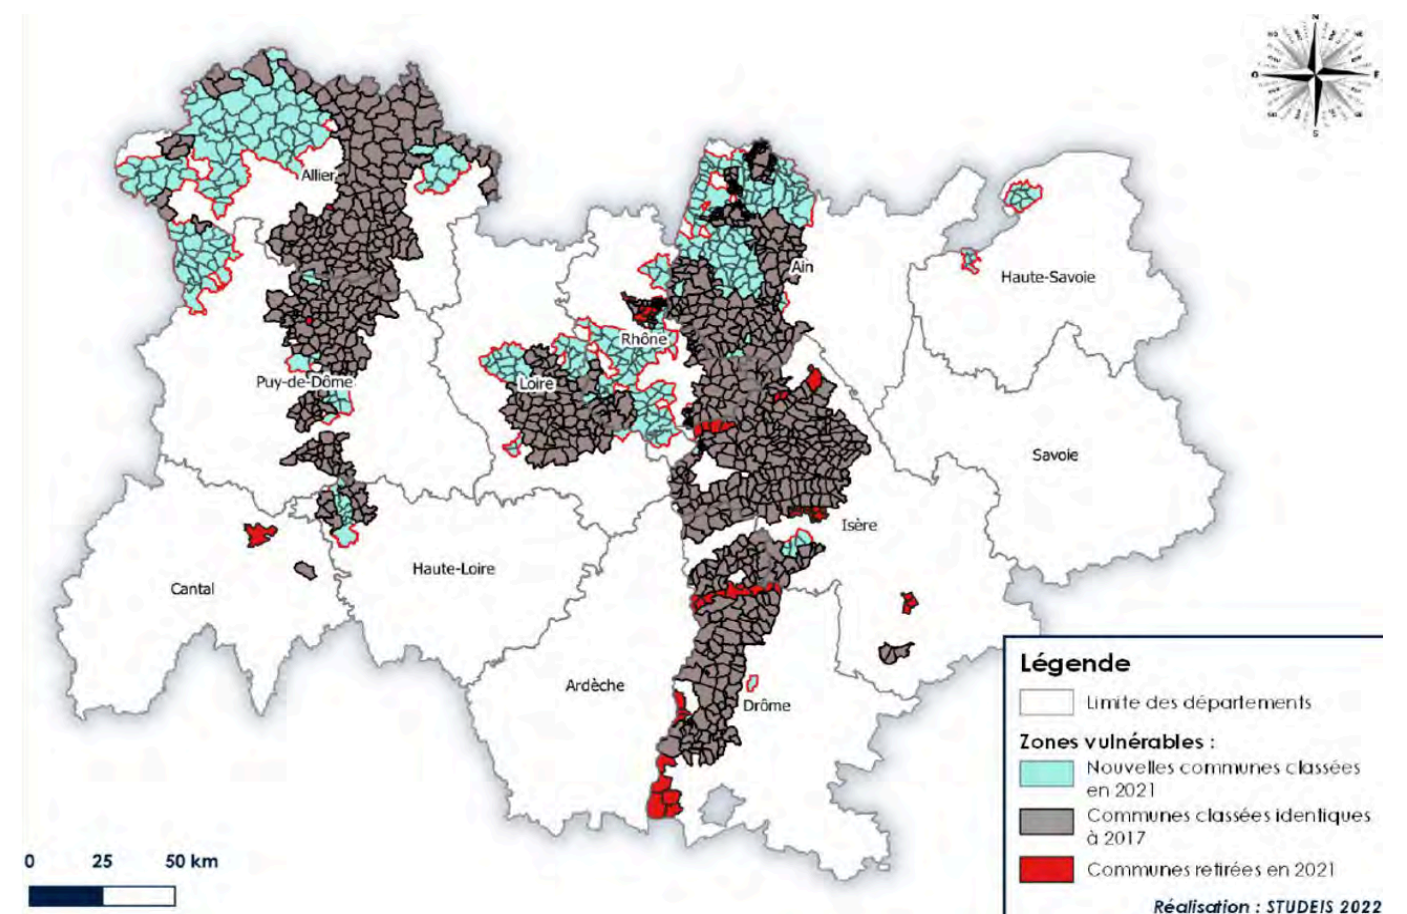 N
O
E
S
Allier
Ain
Haute-Savoie
Rhône
Puy-de-Dôme
Loire
Savoie
Isère
Cantal
Haute-Loire
Ardèche
Drôme
Légende
Limite des départements
Zones vulnérables :
Nouvelles communes classées
en 2021
Communes classées identiques
à 2017
Communes retirées en 2021
Réalisation : STUDEIS 2022
0 25 50 km